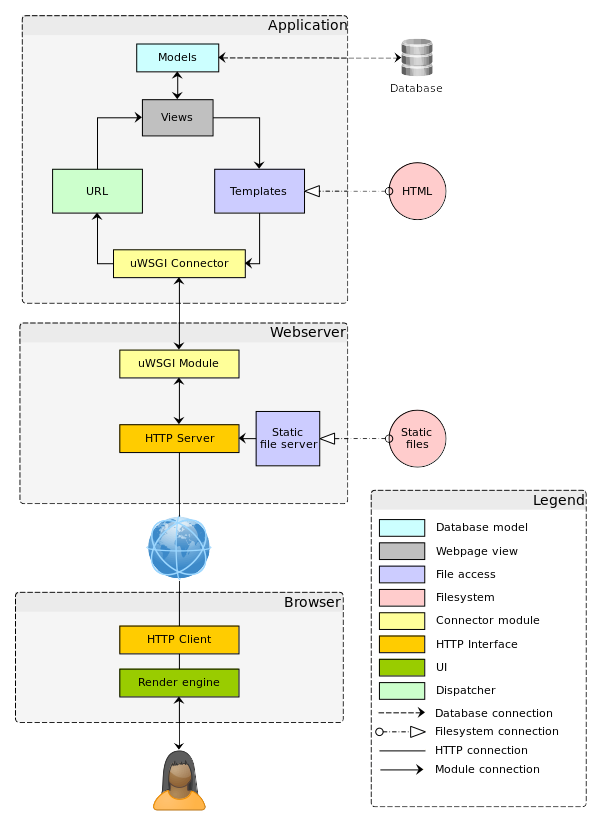 Application
Models
Database
Views
URL
Templates
HTML
uWSGI Connector
Webserver
uWSGI Module
HTTP Server
Static
file server
Static
files
Browser
HTTP Client
Render engine
Legend
Database model
Webpage view
File access
Filesystem
Connector module
HTTP Interface
UI
Dispatcher
Database connection
Filesystem connection
HTTP connection
Module connection